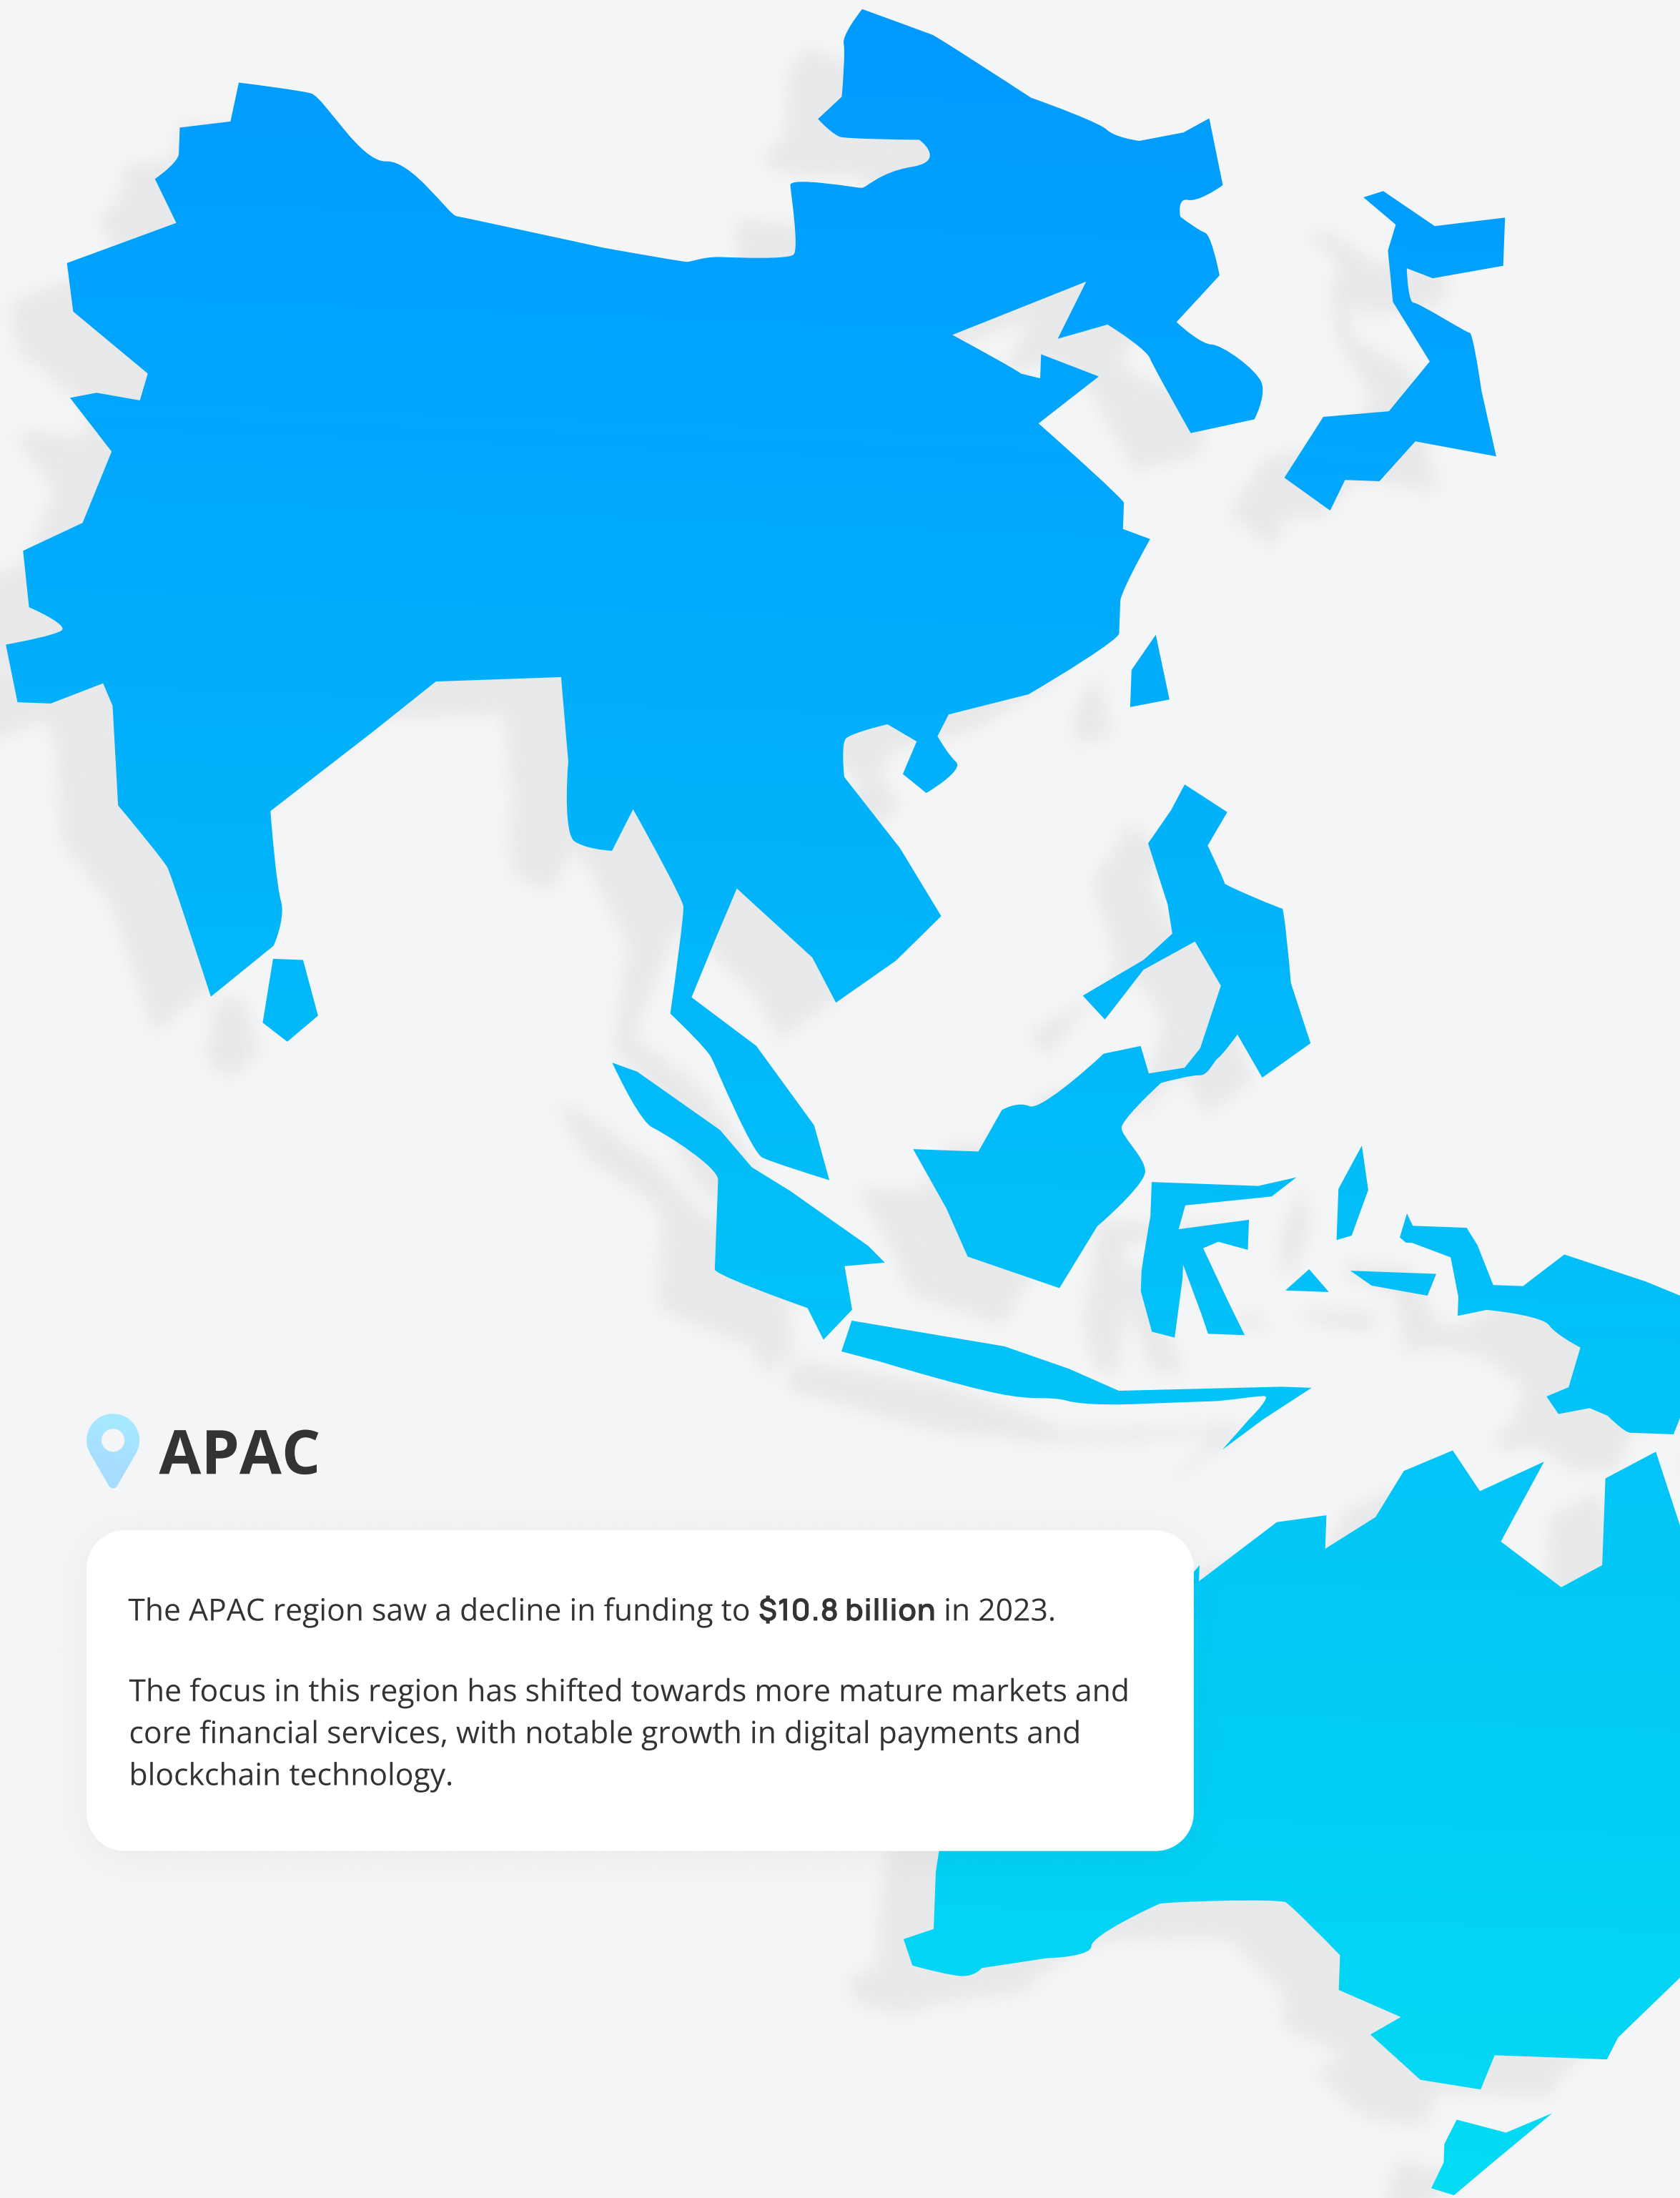 APAC
The APAC region saw a decline in funding to $10.8 billion in 2023.
The focus in this region has shifted towards more mature markets and
core financial services, with notable growth in digital payments and
blockchain technology.